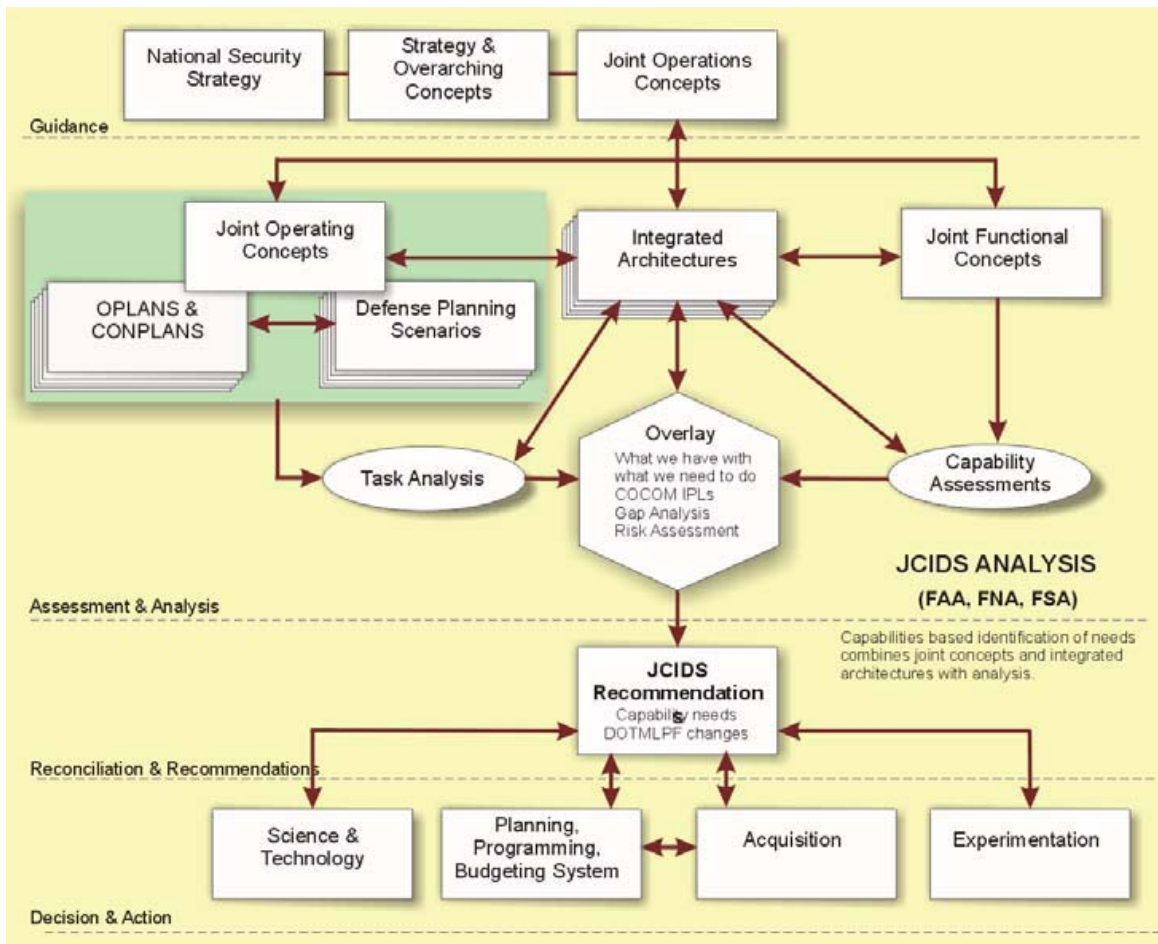 National Security
Strategy
Strategy &
Overarching
Concepts
Joint Operations
Concepts
Guidance
Joint Operating
Concepts
Integrated
Architectures
Joint Functional
Concepts
OPLANS &
CONPLANS
Defense Planning
Scenarios
Task Analysis
Overlay
What we have with
what we need to do
COCOM IPLs
Gap Analysis
Risk Assessment
Capability
Assessments
JCIDS ANALYSIS
(FAA, FNA, FSA)
Assessment & Analysis
Capabilities based identification of needs
combines joint concepts and integrated
architectures with analysis.
JCIDS
Recommendation
s
Capability needs
DOTMLPF changes
Reconciliation & Recommendations
Science &
Technology
Planning,
Programming,
Budgeting System
Acquisition
Experimentation
Decision & Action